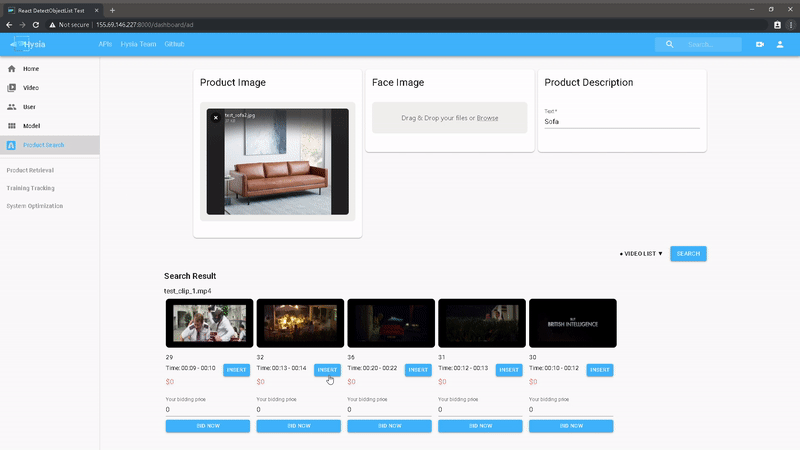 React DetectObjectList Test
Not secure | 155.69.146.227:8000/dashboard/ad
Hysia
APIs
Hysia Team
Github
Search...
Home
Video
User
Model
Product Search
Product Retrieval
Training Tracking
System Optimization
Product Image
test_sofa2.jpg
Face Image
Drag & Drop your files or Browse
Product Description
Text *
Sofa
VIDEO LIST ▼
SEARCH
Search Result
test_clip_1.mp4
BRITISH INTELLIGENCE
29
32
36
31
30
Time: 00:09 - 00:10
INSERT
Time: 00:13 - 00:14
INSERT
Time: 00:20 - 00:22
INSERT
Time: 00:12 - 00:13
INSERT
Time: 00:10 - 00:12
INSERT
$0
$0
$0
$0
$0
Your bidding price
Your bidding price
Your bidding price
Your bidding price
Your bidding price
0
0
0
0
0
BID NOW
BID NOW
BID NOW
BID NOW
BID NOW